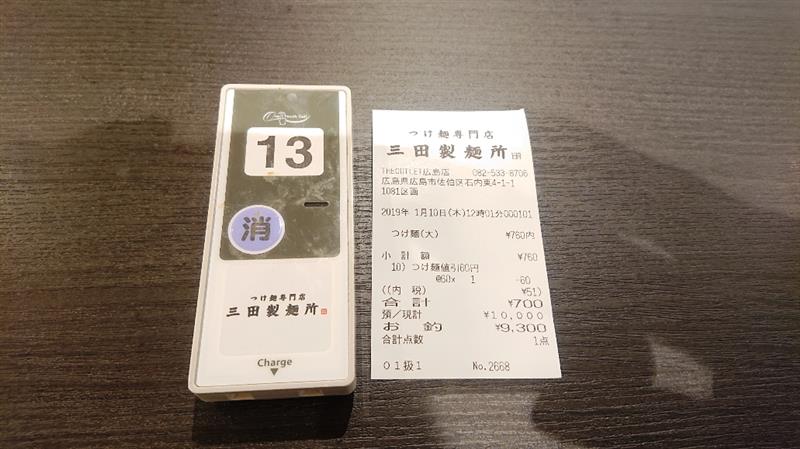 13
消
つけ麺専門店
三田製麺所
Charge
つけ麺専門店
三田製麺所
THEOUTLET広島店 082-533-8706
広島県広島市佐伯区石内東4-1-1
1081区画
2019年 1月10日(木)12時01分000101
つけ麺(大) ¥760内
小計額 ¥760
10) つけ麺値引60円
@60× 1 -60
((内 税) ¥51)
合計 ¥700
預/現計 ¥10,000
お釣 ¥9,300
合計点数 1点
01扱1 No.2668